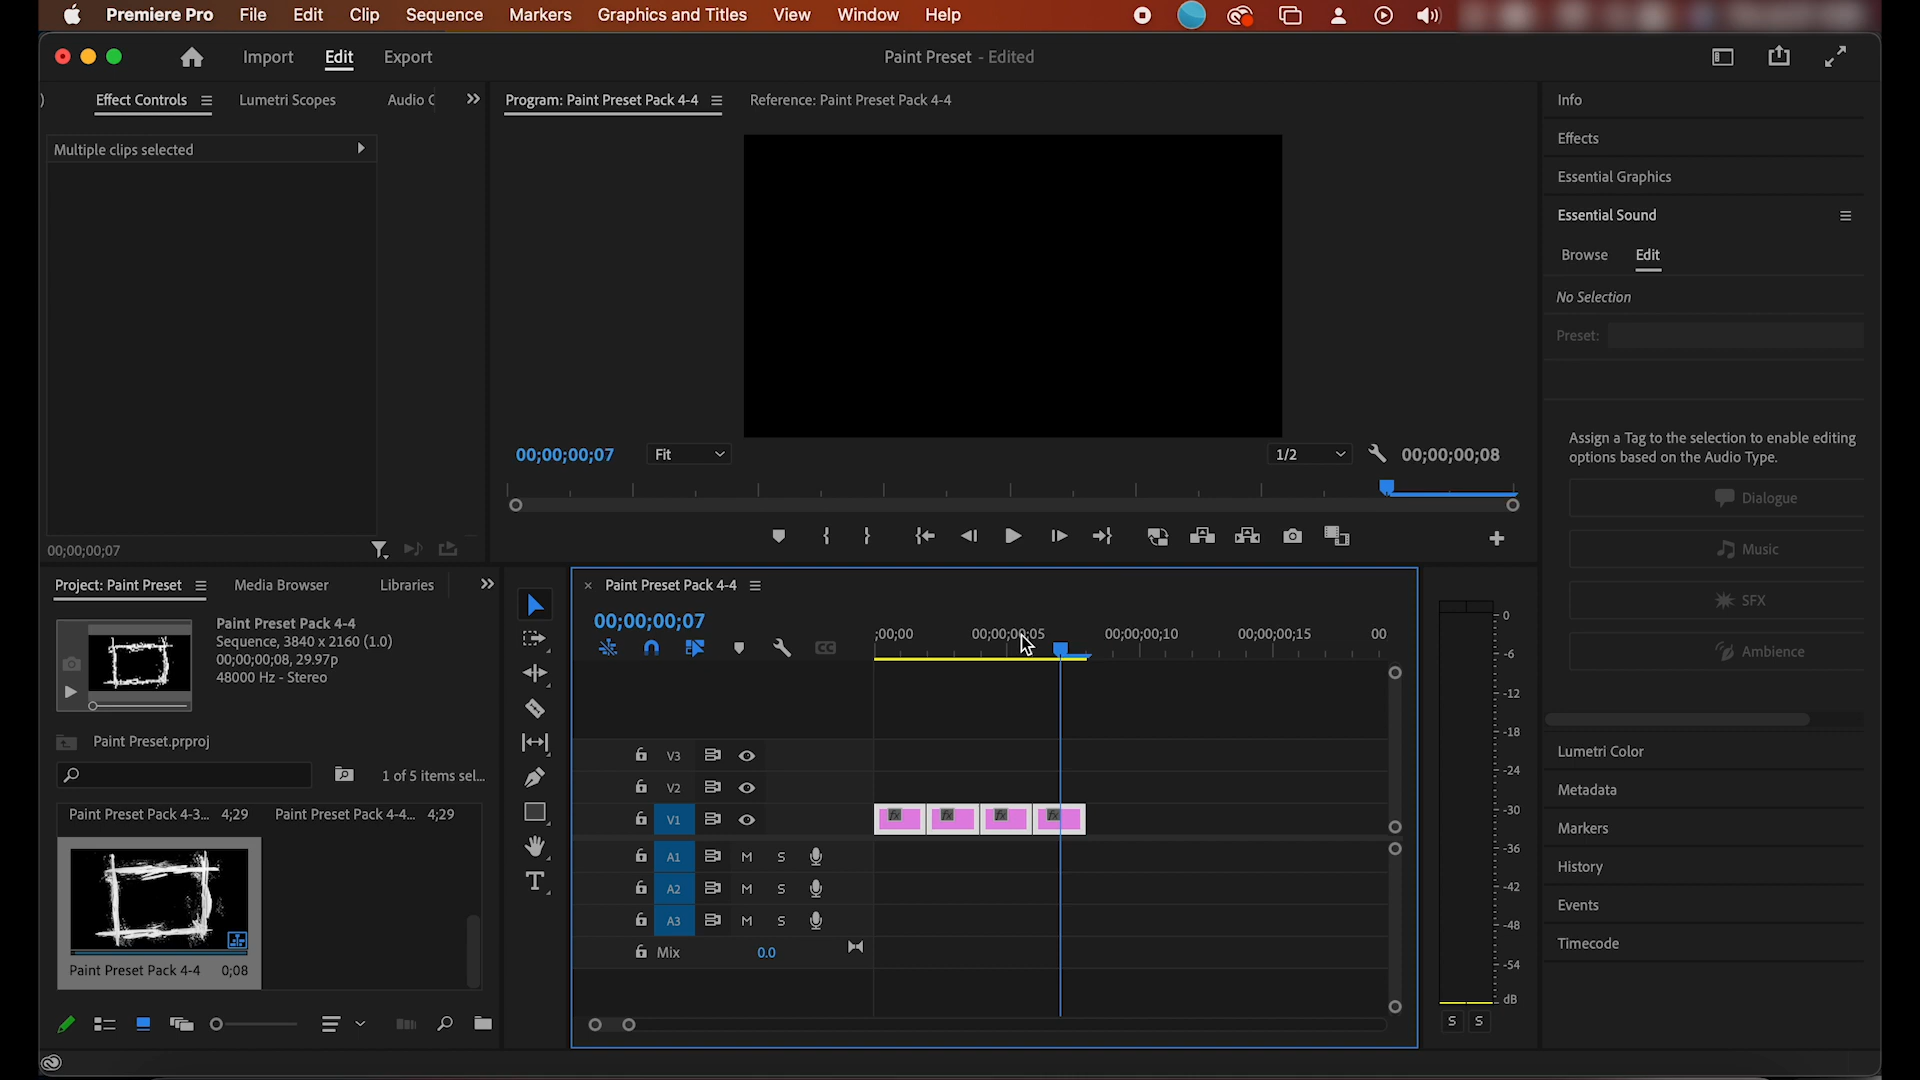 Premiere Pro File Edit Clip Sequence Markers Graphics and Titles View Window Help
Import Edit Export
Paint Preset - Edited
) Effect Controls Lumetri Scopes Audio C
Multiple clips selected
00;00;00;07
Program: Paint Preset Pack 4-4 Reference: Paint Preset Pack 4-4
00;00;00;07 Fit 1/2 00;00;00;08
Info
Effects
Essential Graphics
Essential Sound
Browse Edit
No Selection
Preset:
Assign a Tag to the selection to enable editing
options based on the Audio Type.
Dialogue
Music
SFX
Ambience
Lumetri Color
Metadata
Markers
History
Events
Timecode
Project: Paint Preset Media Browser Libraries
Paint Preset Pack 4-4
Sequence, 3840 x 2160 (1.0)
00;00;00;08, 29.97p
48000 Hz - Stereo
Paint Preset.prproj
1 of 5 items sel...
Paint Preset Pack 4-3... 4;29 Paint Preset Pack 4-4... 4;29
Paint Preset Pack 4-4 0;08
× Paint Preset Pack 4-4
00;00;00;07
;00;00 00;00;00;05 00;00;00;10 00;00;00;15 00
CC
V3
V2
V1 fx fx fx fx
A1 M S
A2 M S
A3 M S
Mix 0.0
0
-6
-12
-18
-24
-30
-36
-42
-48
-54
dB
S S